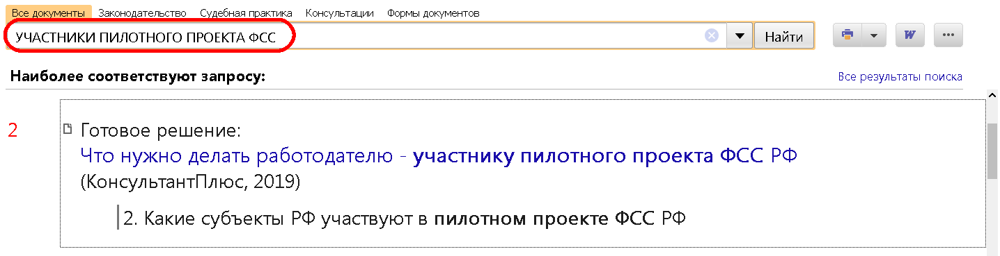 Все документы Законодательство Судебная практика Консультации Формы документов
УЧАСТНИКИ ПИЛОТНОГО ПРОЕКТА ФСС Найти W
Наиболее соответствуют запросу: Все результаты поиска
2 Готовое решение:
Что нужно делать работодателю - участнику пилотного проекта ФСС РФ
(КонсультантПлюс, 2019)
2. Какие субъекты РФ участвуют в пилотном проекте ФСС РФ